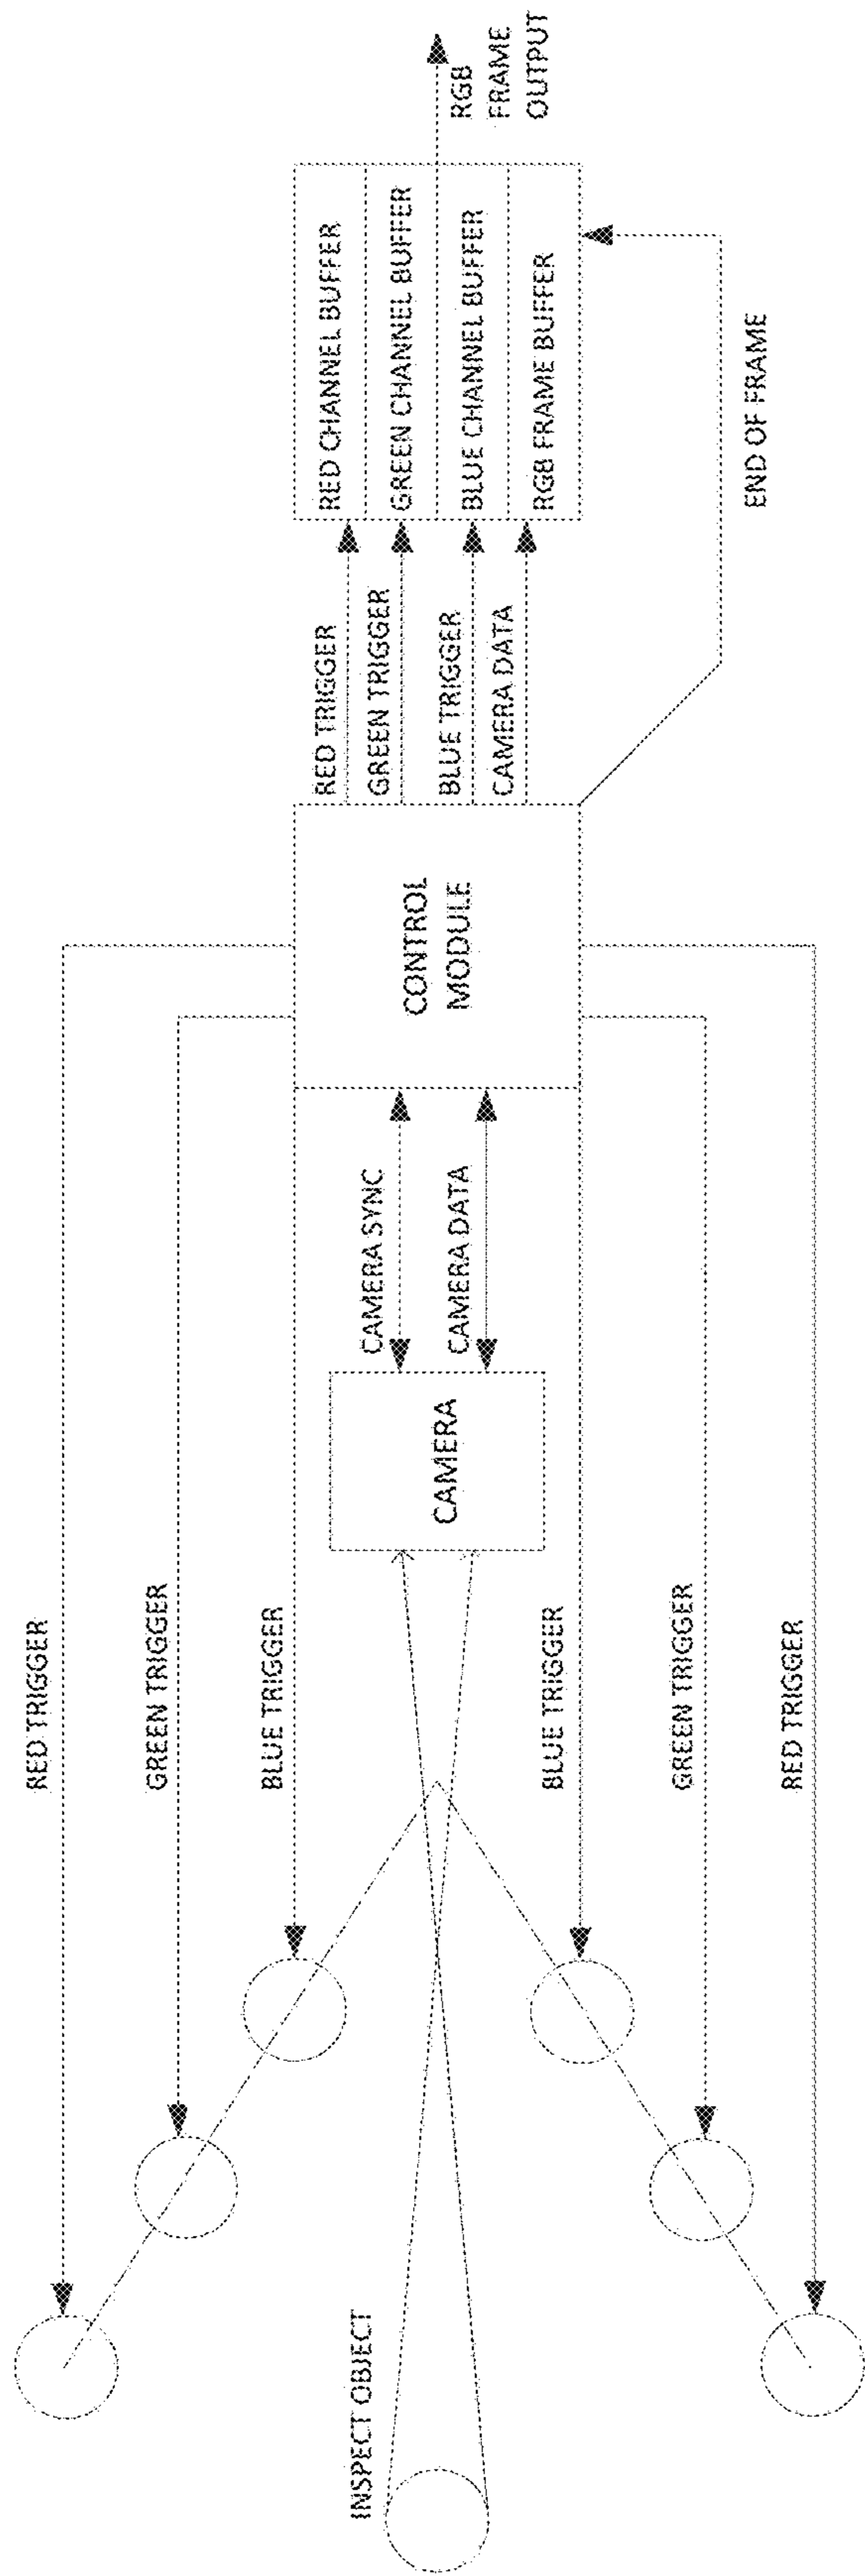 INSPECT OBJECT
RED TRIGGER
GREEN TRIGGER
BLUE TRIGGER
CAMERA
CAMERA SYNC
CAMERA DATA
CONTROL
MODULE
RED TRIGGER
GREEN TRIGGER
BLUE TRIGGER
CAMERA DATA
RED CHANNEL BUFFER
GREEN CHANNEL BUFFER
BLUE CHANNEL BUFFER
RGB FRAME BUFFER
RGB
FRAME
OUTPUT
BLUE TRIGGER
GREEN TRIGGER
RED TRIGGER
END OF FRAME